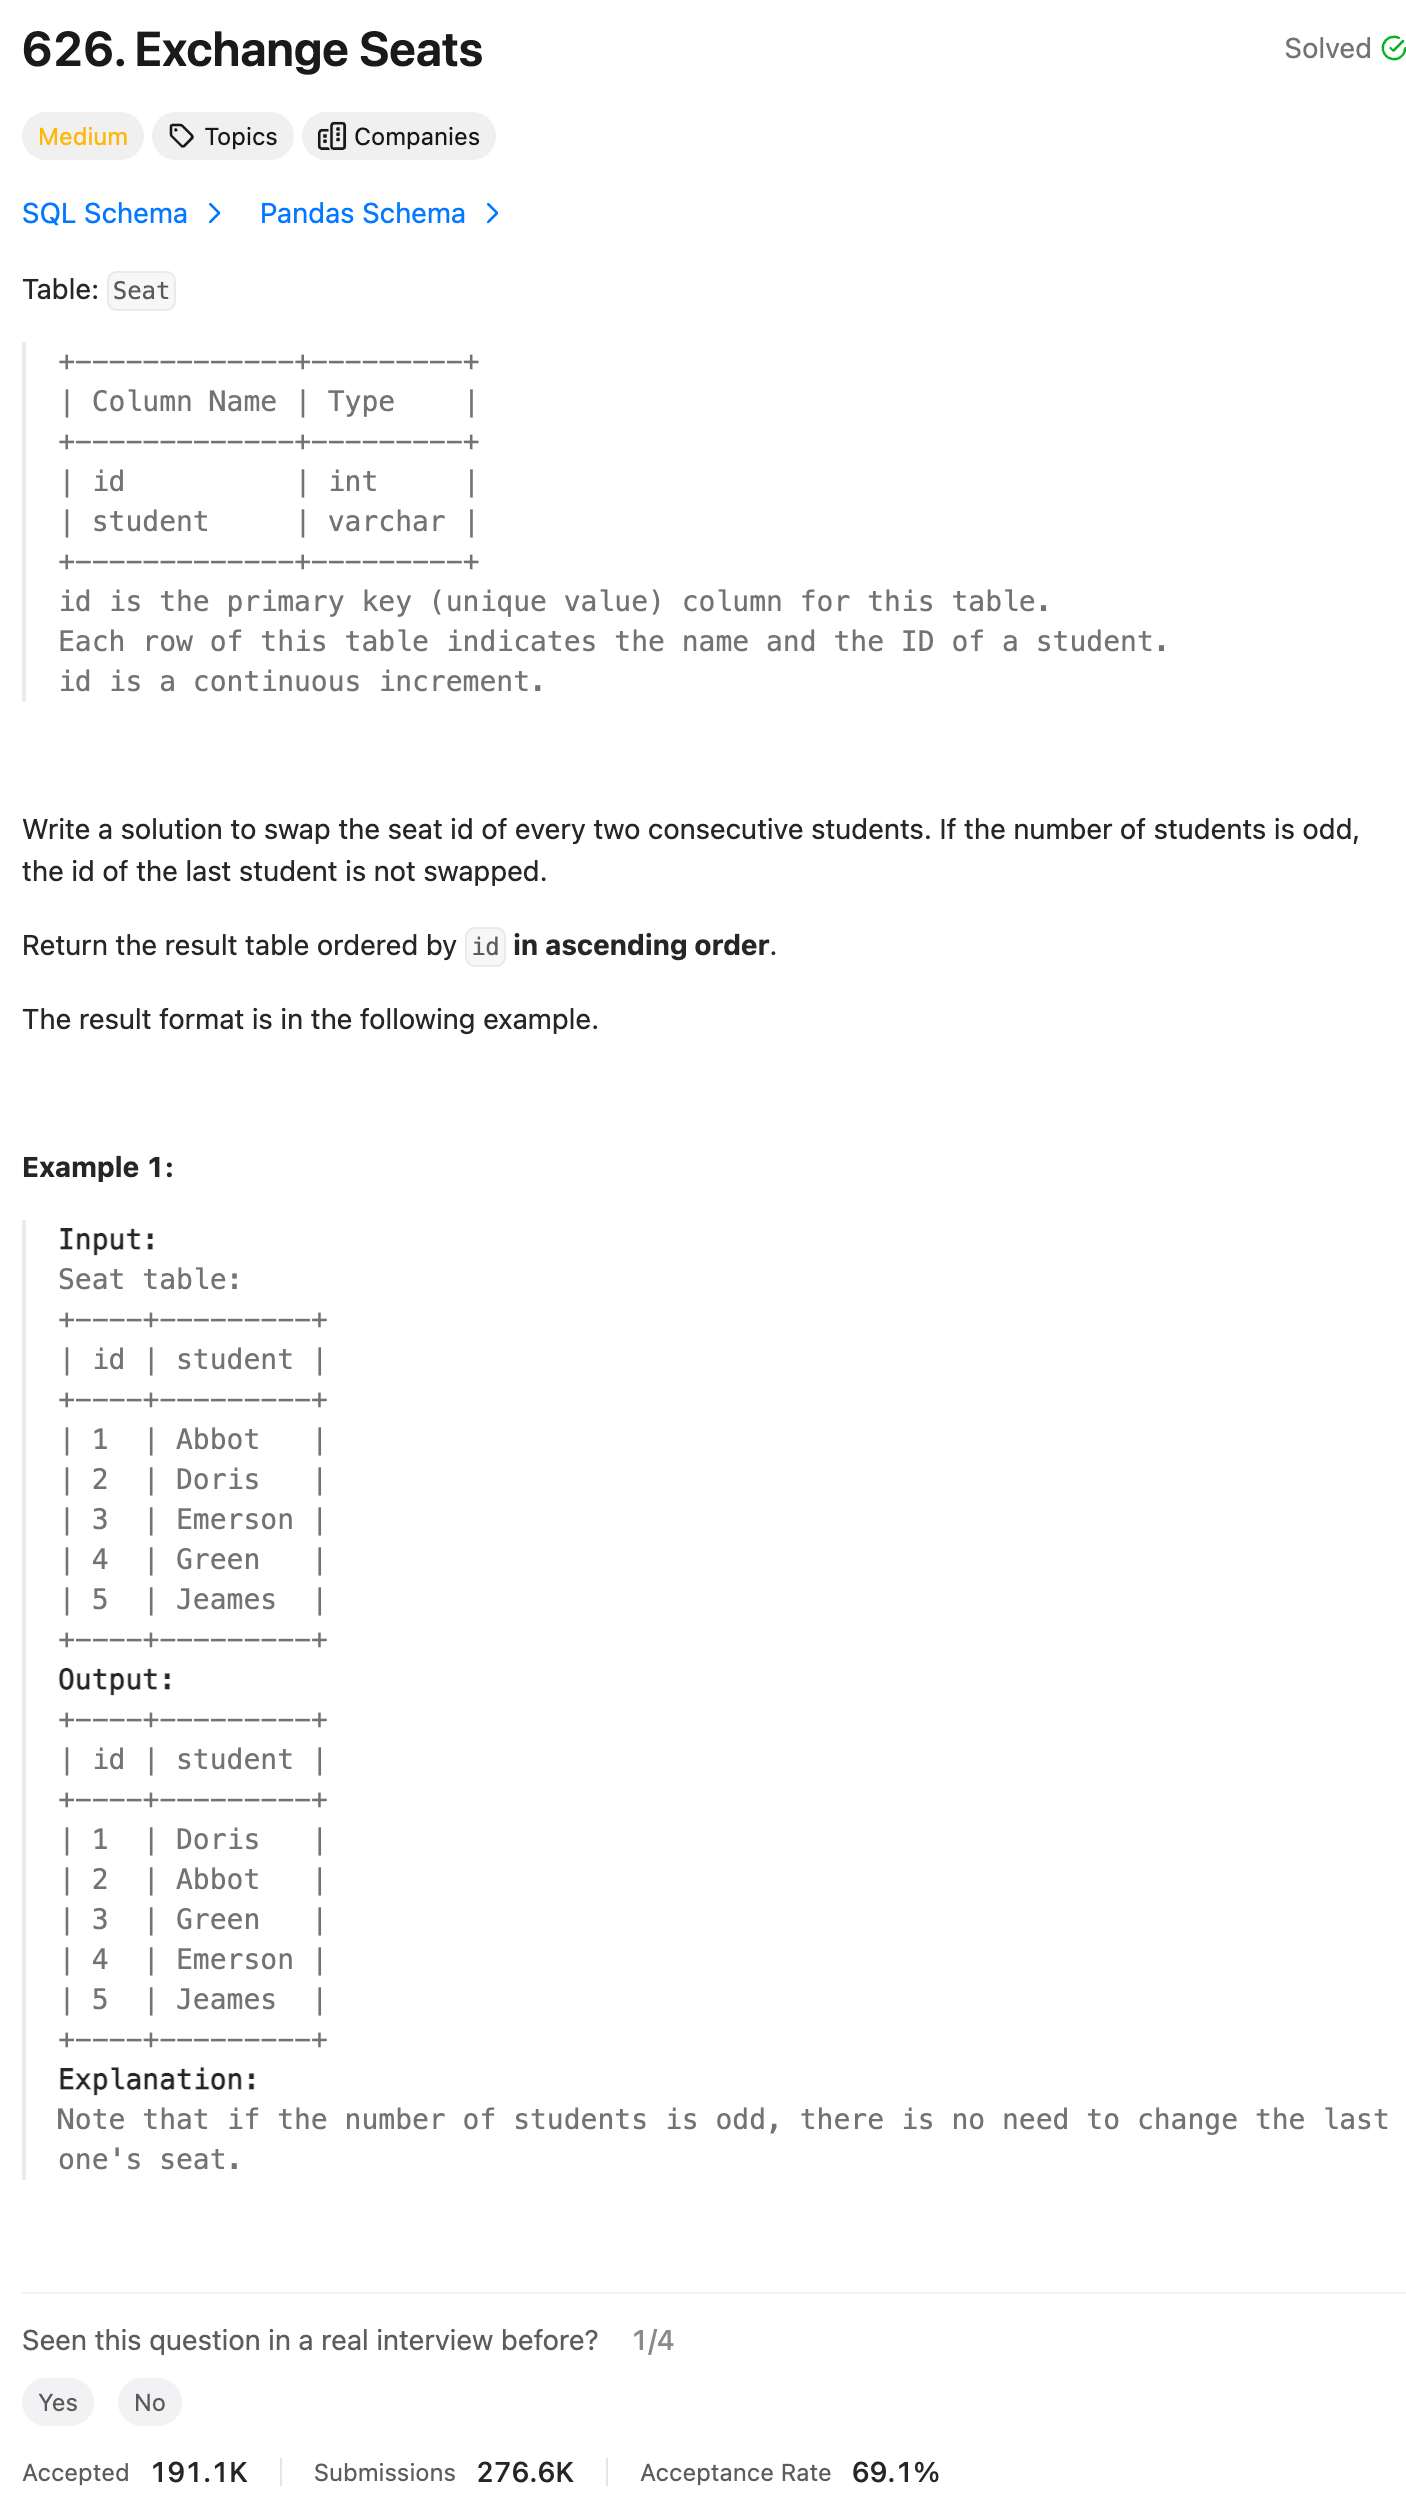 626. Exchange Seats
Solved
Medium
Topics
Companies
SQL Schema
Pandas Schema
Table: Seat
+-------------+---------+
| Column Name | Type    |
+-------------+---------+
| id          | int     |
| student     | varchar |
+-------------+---------+
id is the primary key (unique value) column for this table.
Each row of this table indicates the name and the ID of a student.
id is a continuous increment.
Write a solution to swap the seat id of every two consecutive students. If the number of students is odd,
the id of the last student is not swapped.
Return the result table ordered by id in ascending order.
The result format is in the following example.
Example 1:
Input:
Seat table:
+----+---------+
| id | student |
+----+---------+
| 1  | Abbot   |
| 2  | Doris   |
| 3  | Emerson |
| 4  | Green   |
| 5  | Jeames  |
+----+---------+
Output:
+----+---------+
| id | student |
+----+---------+
| 1  | Doris   |
| 2  | Abbot   |
| 3  | Green   |
| 4  | Emerson |
| 5  | Jeames  |
+----+---------+
Explanation:
Note that if the number of students is odd, there is no need to change the last
one's seat.
Seen this question in a real interview before? 1/4
Yes
No
Accepted 191.1K
Submissions 276.6K
Acceptance Rate 69.1%